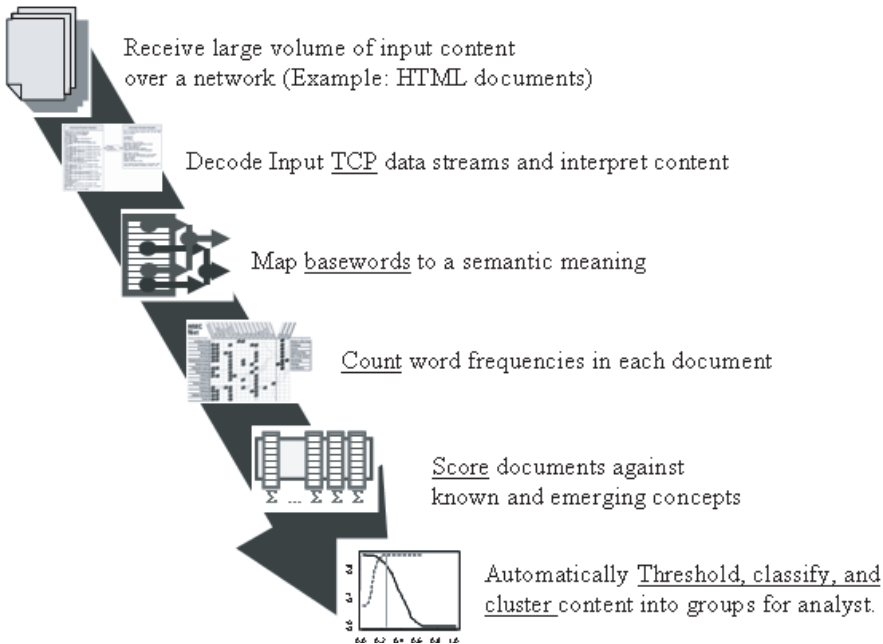 Receive large volume of input content
over a network (Example: HTML documents)
Decode Input TCP data streams and interpret content
Map basewords to a semantic meaning
Count word frequencies in each document
Score documents against
known and emerging concepts
Σ ... Σ Σ Σ
Automatically Threshold, classify, and
cluster content into groups for analyst.